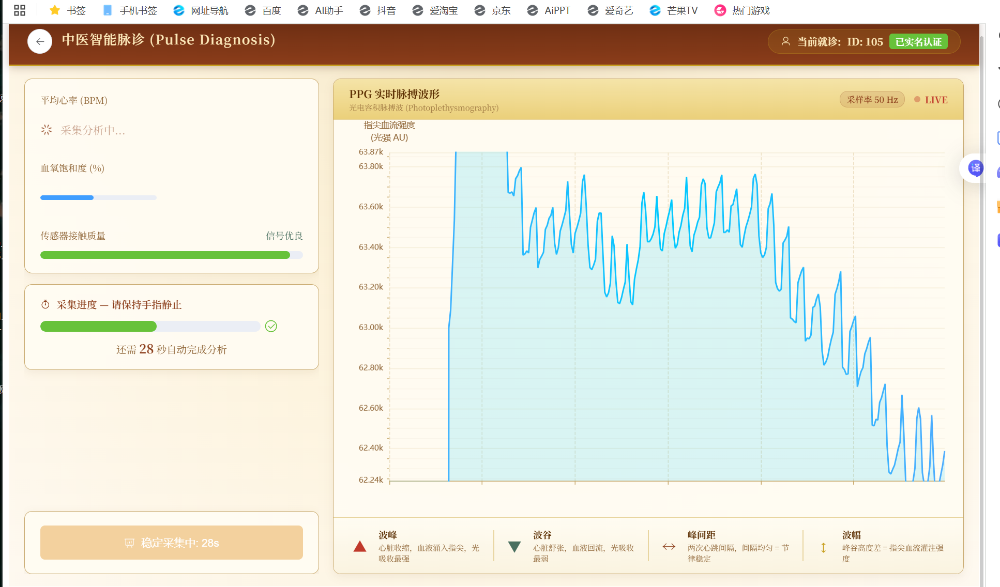 书签
手机书签
网址导航
百度
AI助手
抖音
爱淘宝
京东
AiPPT
爱奇艺
芒果TV
热门游戏
中医智能脉诊 (Pulse Diagnosis)
当前就诊: ID: 105 已实名认证
平均心率 (BPM)
采集分析中...
血氧饱和度 (%)
传感器接触质量 信号优良
采集进度 — 请保持手指静止
还需 28 秒自动完成分析
稳定采集中: 28s
PPG 实时脉搏波形
光电容积脉搏波 (Photoplethysmography)
采样率 50 Hz
LIVE
指尖血流强度
(光强 AU)
63.87k
63.80k
63.60k
63.40k
63.20k
63.00k
62.80k
62.60k
62.40k
62.24k
译
波峰
心脏收缩，血液涌入指尖，光
吸收最强
波谷
心脏舒张，血液回流，光吸收
最弱
峰间距
两次心跳间隔，间隔均匀 = 节
律稳定
波幅
峰谷高度差 = 指尖血流灌注强
度